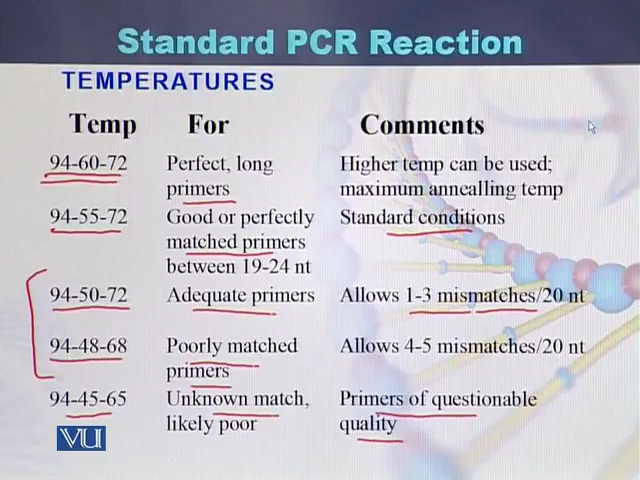 Standard PCR Reaction
TEMPERATURES
Temp For Comments
94-60-72 Perfect, long Higher temp can be used;
primers maximum annealling temp
94-55-72 Good or perfectly Standard conditions
matched primers
between 19-24 nt
94-50-72 Adequate primers Allows 1-3 mismatches/20 nt
94-48-68 Poorly matched Allows 4-5 mismatches/20 nt
primers
94-45-65 Unknown match, Primers of questionable
likely poor quality
VU